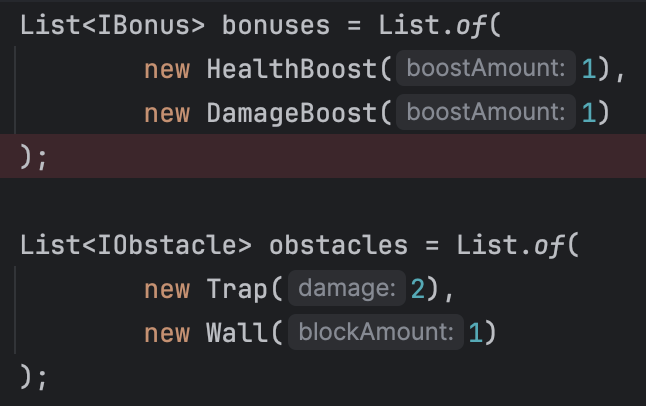 List<IBonus> bonuses = List.of(
new HealthBoost( boostAmount: 1),
new DamageBoost( boostAmount: 1)
);
List<IObstacle> obstacles = List.of(
new Trap( damage: 2),
new Wall( blockAmount: 1)
);